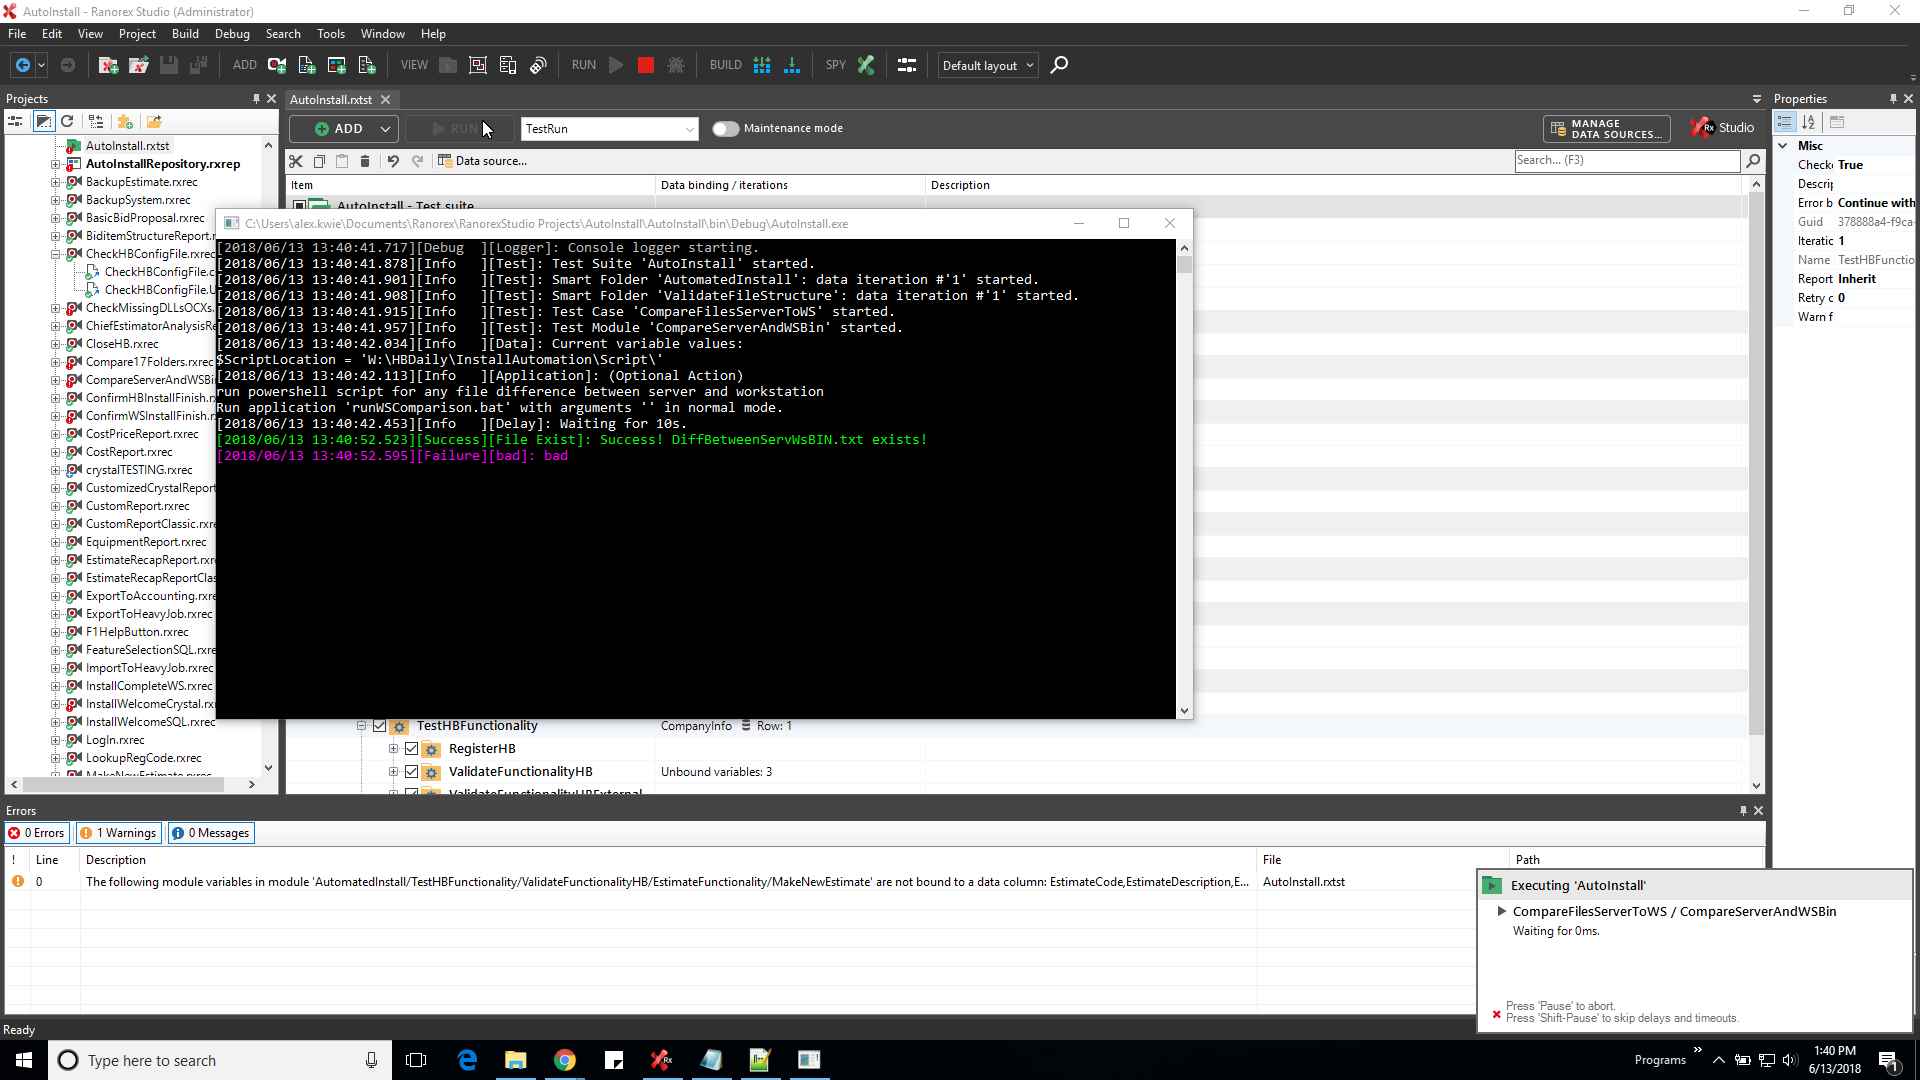 AutoInstall - Ranorex Studio (Administrator)
File Edit View Project Build Debug Search Tools Window Help
ADD VIEW RUN BUILD SPY Default layout
Projects
AutoInstall.rxtst
AutoInstallRepository.rxrep
BackupEstimate.rxrec
BackupSystem.rxrec
BasicBidProposal.rxrec
BiditemStructureReport.r
CheckHBConfigFile.rxrec
CheckHBConfigFile.c
CheckHBConfigFile.U
CheckMissingDLLsOCXs.
ChiefEstimatorAnalysisRe
CloseHB.rxrec
Compare17Folders.rxrec
CompareServerAndWSBi
ConfirmHBInstallFinish.rx
ConfirmWSInstallFinish.r
CostPriceReport.rxrec
CostReport.rxrec
crystalTESTING.rxrec
CustomizedCrystalReport
CustomReport.rxrec
CustomReportClassic.rxre
EquipmentReport.rxrec
EstimateRecapReport.rxr
EstimateRecapReportClas
ExportToAccounting.rxrec
ExportToHeavyJob.rxrec
F1HelpButton.rxrec
FeatureSelectionSQL.rxre
ImportToHeavyJob.rxrec
InstallCompleteWS.rxrec
InstallWelcomeCrystal.rx
InstallWelcomeSQL.rxrec
LogIn.rxrec
LookupRegCode.rxrec
MakeNewEstimate.rxrec
AutoInstall.rxtst
ADD RUN TestRun Maintenance mode MANAGE DATA SOURCES... Rx Studio
Data source... Search... (F3)
Item Data binding / iterations Description
AutoInstall - Test suite
C:\Users\alex.kwie\Documents\Ranorex\RanorexStudio Projects\AutoInstall\AutoInstall\bin\Debug\AutoInstall.exe
[2018/06/13 13:40:41.717][Debug  ][Logger]: Console logger starting.
[2018/06/13 13:40:41.878][Info   ][Test]: Test Suite 'AutoInstall' started.
[2018/06/13 13:40:41.901][Info   ][Test]: Smart Folder 'AutomatedInstall': data iteration #'1' started.
[2018/06/13 13:40:41.908][Info   ][Test]: Smart Folder 'ValidateFileStructure': data iteration #'1' started.
[2018/06/13 13:40:41.915][Info   ][Test]: Test Case 'CompareFilesServerToWS' started.
[2018/06/13 13:40:41.957][Info   ][Test]: Test Module 'CompareServerAndWSBin' started.
[2018/06/13 13:40:42.034][Info   ][Data]: Current variable values:
$ScriptLocation = 'W:\HBDaily\InstallAutomation\Script\'
[2018/06/13 13:40:42.113][Info   ][Application]: (Optional Action)
run powershell script for any file difference between server and workstation
Run application 'runWSComparison.bat' with arguments '' in normal mode.
[2018/06/13 13:40:42.453][Info   ][Delay]: Waiting for 10s.
[2018/06/13 13:40:52.523][Success][File Exist]: Success! DiffBetweenServWsBIN.txt exists!
[2018/06/13 13:40:52.595][Failure][bad]: bad
TestHBFunctionality CompanyInfo Row: 1
RegisterHB
ValidateFunctionalityHB Unbound variables: 3
ValidateFunctionalityHBExternal
Properties
Misc
Checke True
Descrip
Error b Continue with
Guid 378888a4-f9ca-
Iteratic 1
Name TestHBFunctio
Report Inherit
Retry c 0
Warn f
Errors
0 Errors 1 Warnings 0 Messages
! Line Description File Path
0 The following module variables in module 'AutomatedInstall/TestHBFunctionality/ValidateFunctionalityHB/EstimateFunctionality/MakeNewEstimate' are not bound to a data column: EstimateCode,EstimateDescription,E... AutoInstall.rxtst
Executing 'AutoInstall'
CompareFilesServerToWS / CompareServerAndWSBin
Waiting for 0ms.
Press 'Pause' to abort.
Press 'Shift-Pause' to skip delays and timeouts.
Ready
Type here to search
Programs
1:40 PM
6/13/2018
1